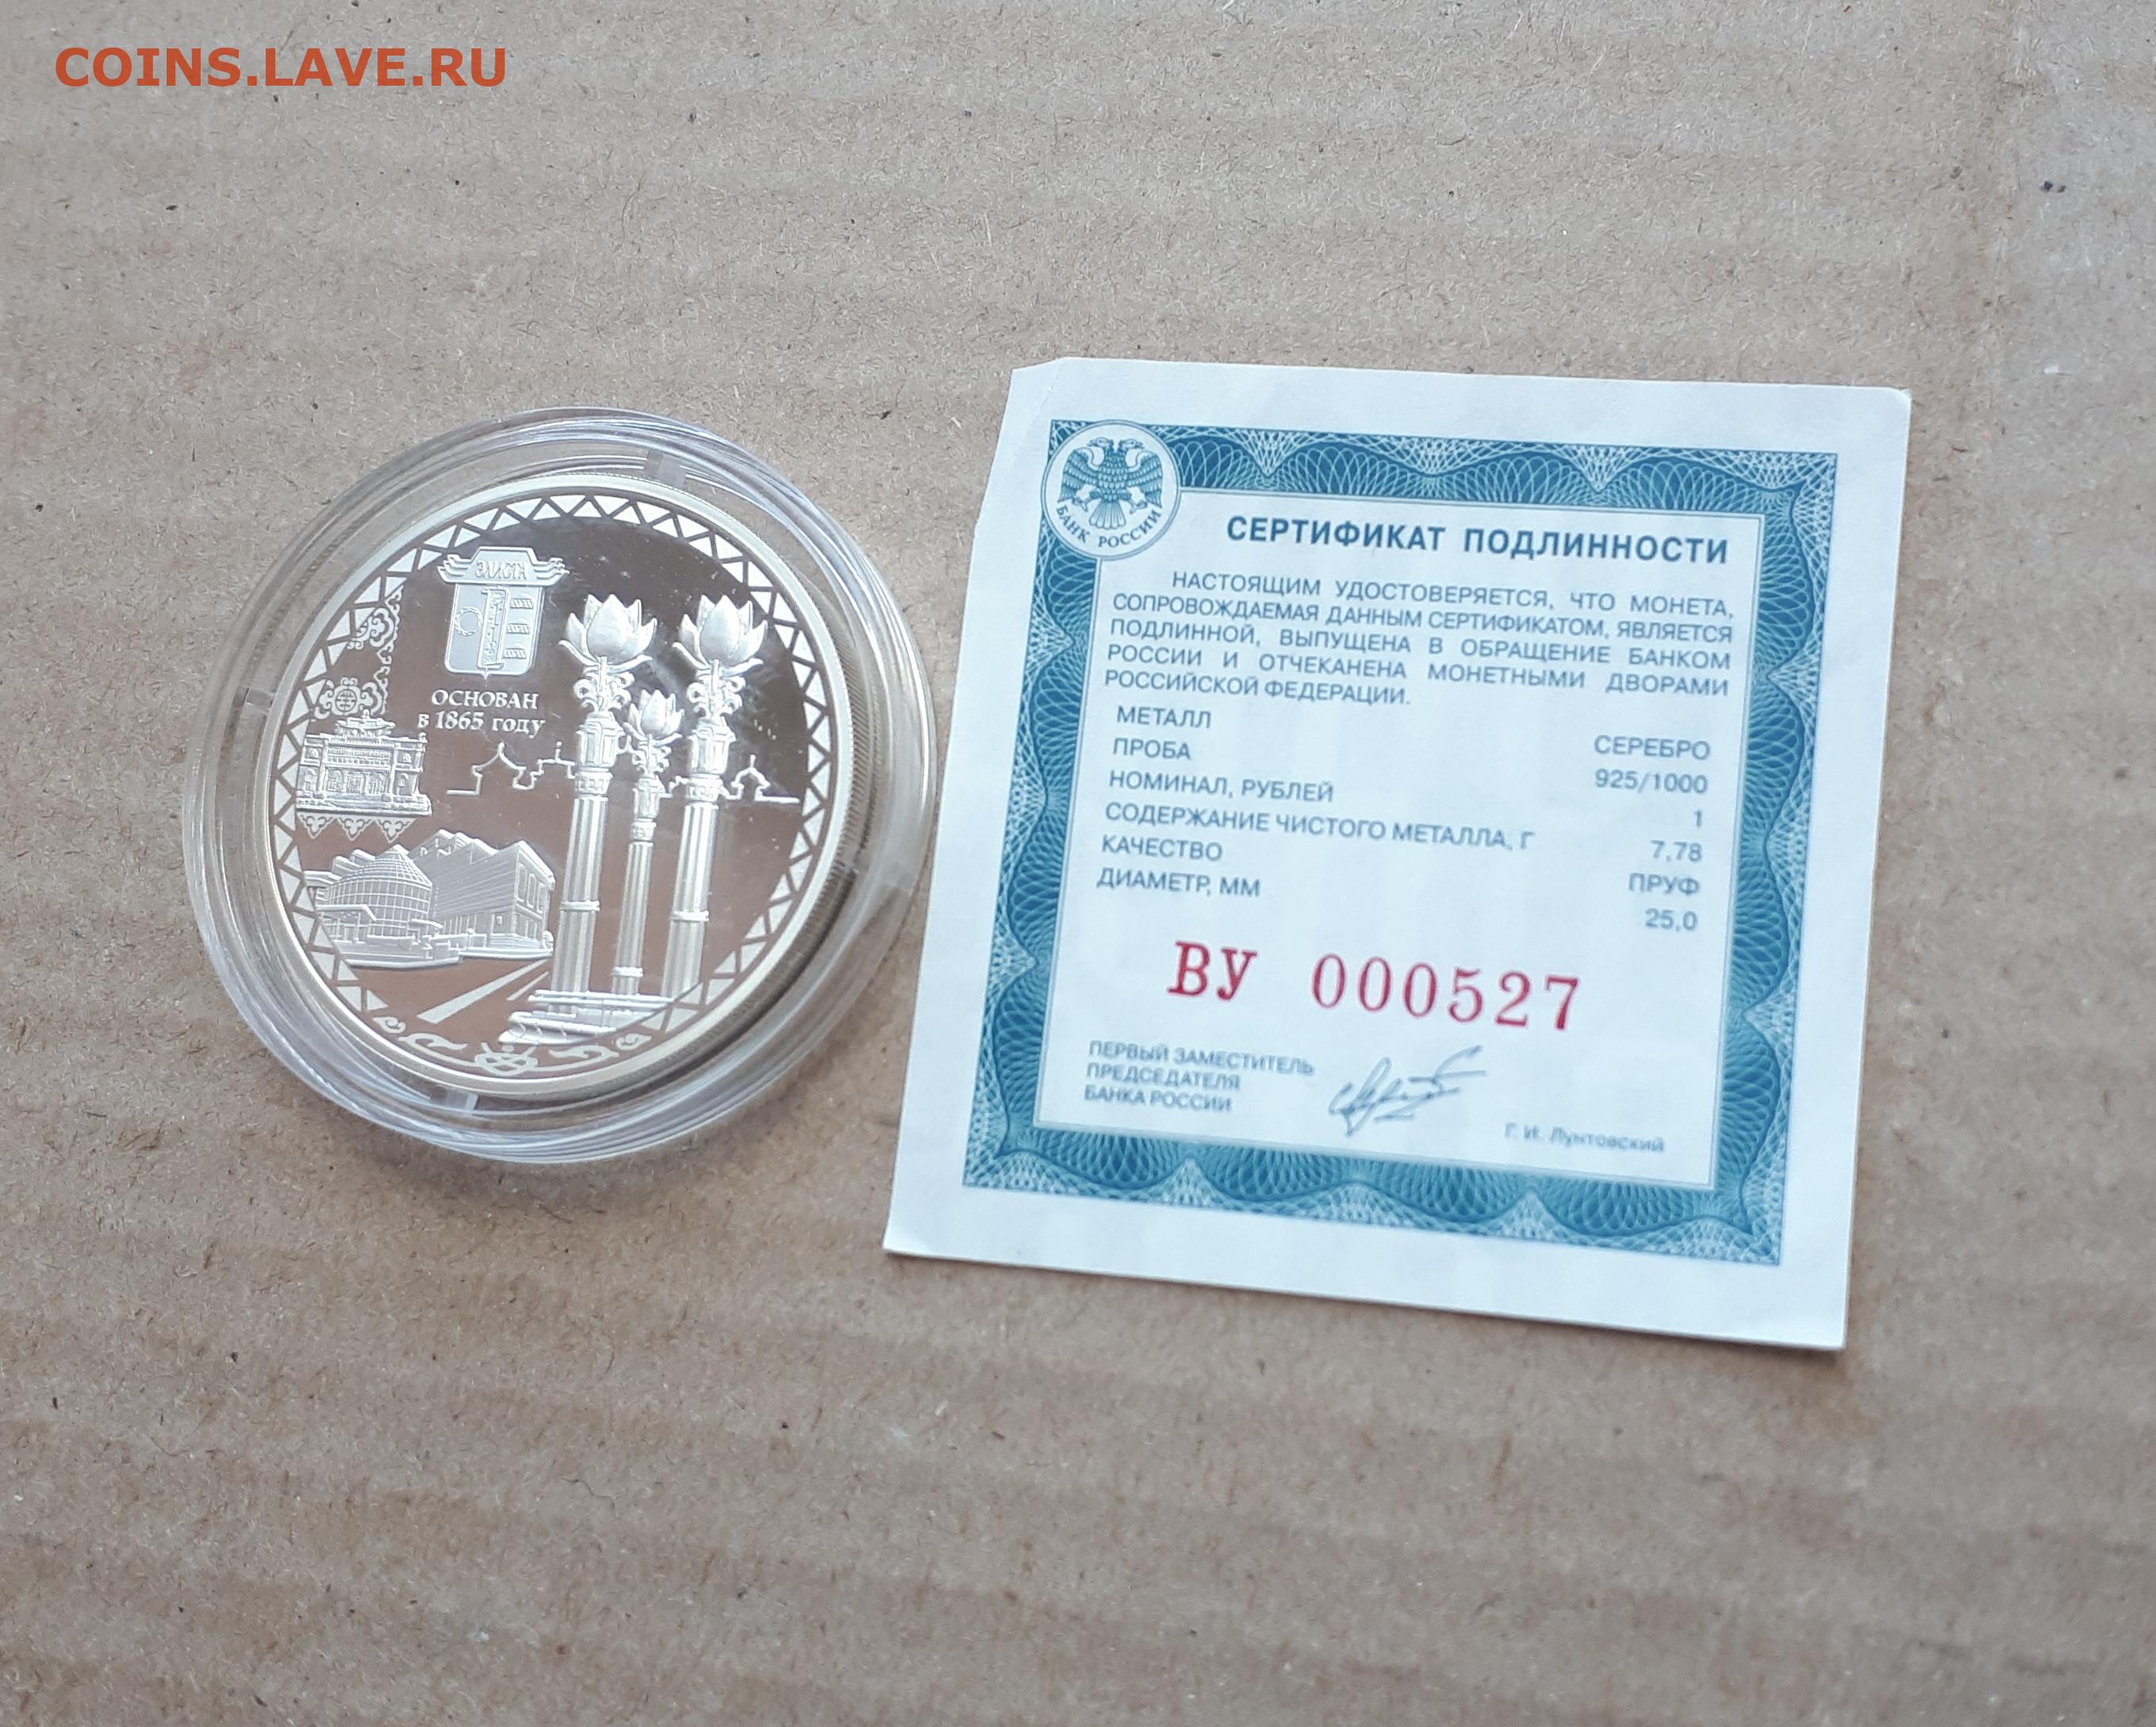 COINS.LAVE.RU
ЭЛИСТА
ОСНОВАН
в 1865 году
БАНК РОССИИ
СЕРТИФИКАТ ПОДЛИННОСТИ
НАСТОЯЩИМ УДОСТОВЕРЯЕТСЯ, ЧТО МОНЕТА,
СОПРОВОЖДАЕМАЯ ДАННЫМ СЕРТИФИКАТОМ, ЯВЛЯЕТСЯ
ПОДЛИННОЙ, ВЫПУЩЕНА В ОБРАЩЕНИЕ БАНКОМ
РОССИИ И ОТЧЕКАНЕНА МОНЕТНЫМИ ДВОРАМИ
РОССИЙСКОЙ ФЕДЕРАЦИИ.
МЕТАЛЛ СЕРЕБРО
ПРОБА 925/1000
НОМИНАЛ, РУБЛЕЙ 1
СОДЕРЖАНИЕ ЧИСТОГО МЕТАЛЛА, Г 7,78
КАЧЕСТВО ПРУФ
ДИАМЕТР, ММ 25,0
ВУ 000527
ПЕРВЫЙ ЗАМЕСТИТЕЛЬ
ПРЕДСЕДАТЕЛЯ
БАНКА РОССИИ
Г. И. Лунтовский